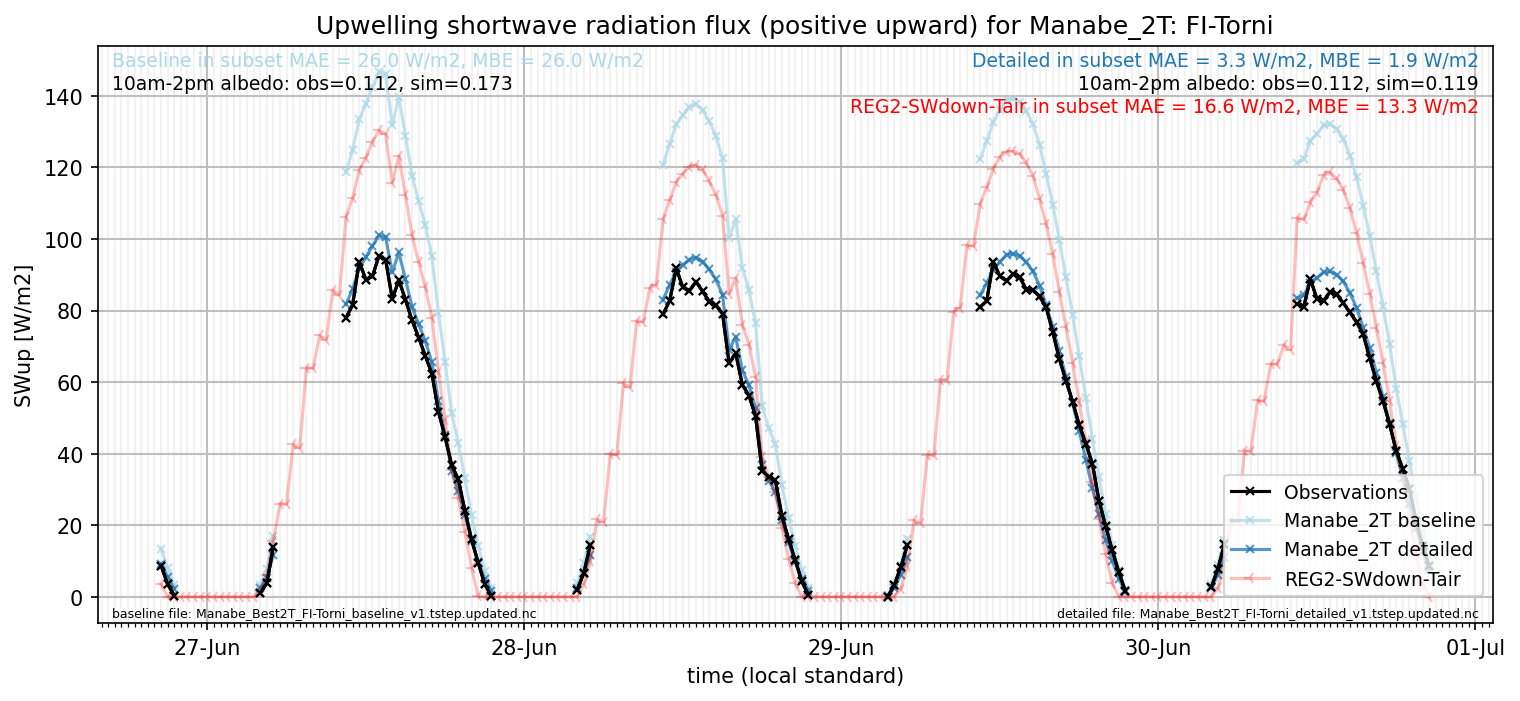 Upwelling shortwave radiation flux (positive upward) for Manabe_2T: FI-Torni
Baseline in subset MAE = 26.0 W/m2, MBE = 26.0 W/m2
10am-2pm albedo: obs=0.112, sim=0.173
Detailed in subset MAE = 3.3 W/m2, MBE = 1.9 W/m2
10am-2pm albedo: obs=0.112, sim=0.119
REG2-SWdown-Tair in subset MAE = 16.6 W/m2, MBE = 13.3 W/m2
SWup [W/m2]
140
120
100
80
60
40
20
0
Observations
Manabe_2T baseline
Manabe_2T detailed
REG2-SWdown-Tair
baseline file: Manabe_Best2T_FI-Torni_baseline_v1.tstep.updated.nc
detailed file: Manabe_Best2T_FI-Torni_detailed_v1.tstep.updated.nc
27-Jun
28-Jun
29-Jun
30-Jun
01-Jul
time (local standard)